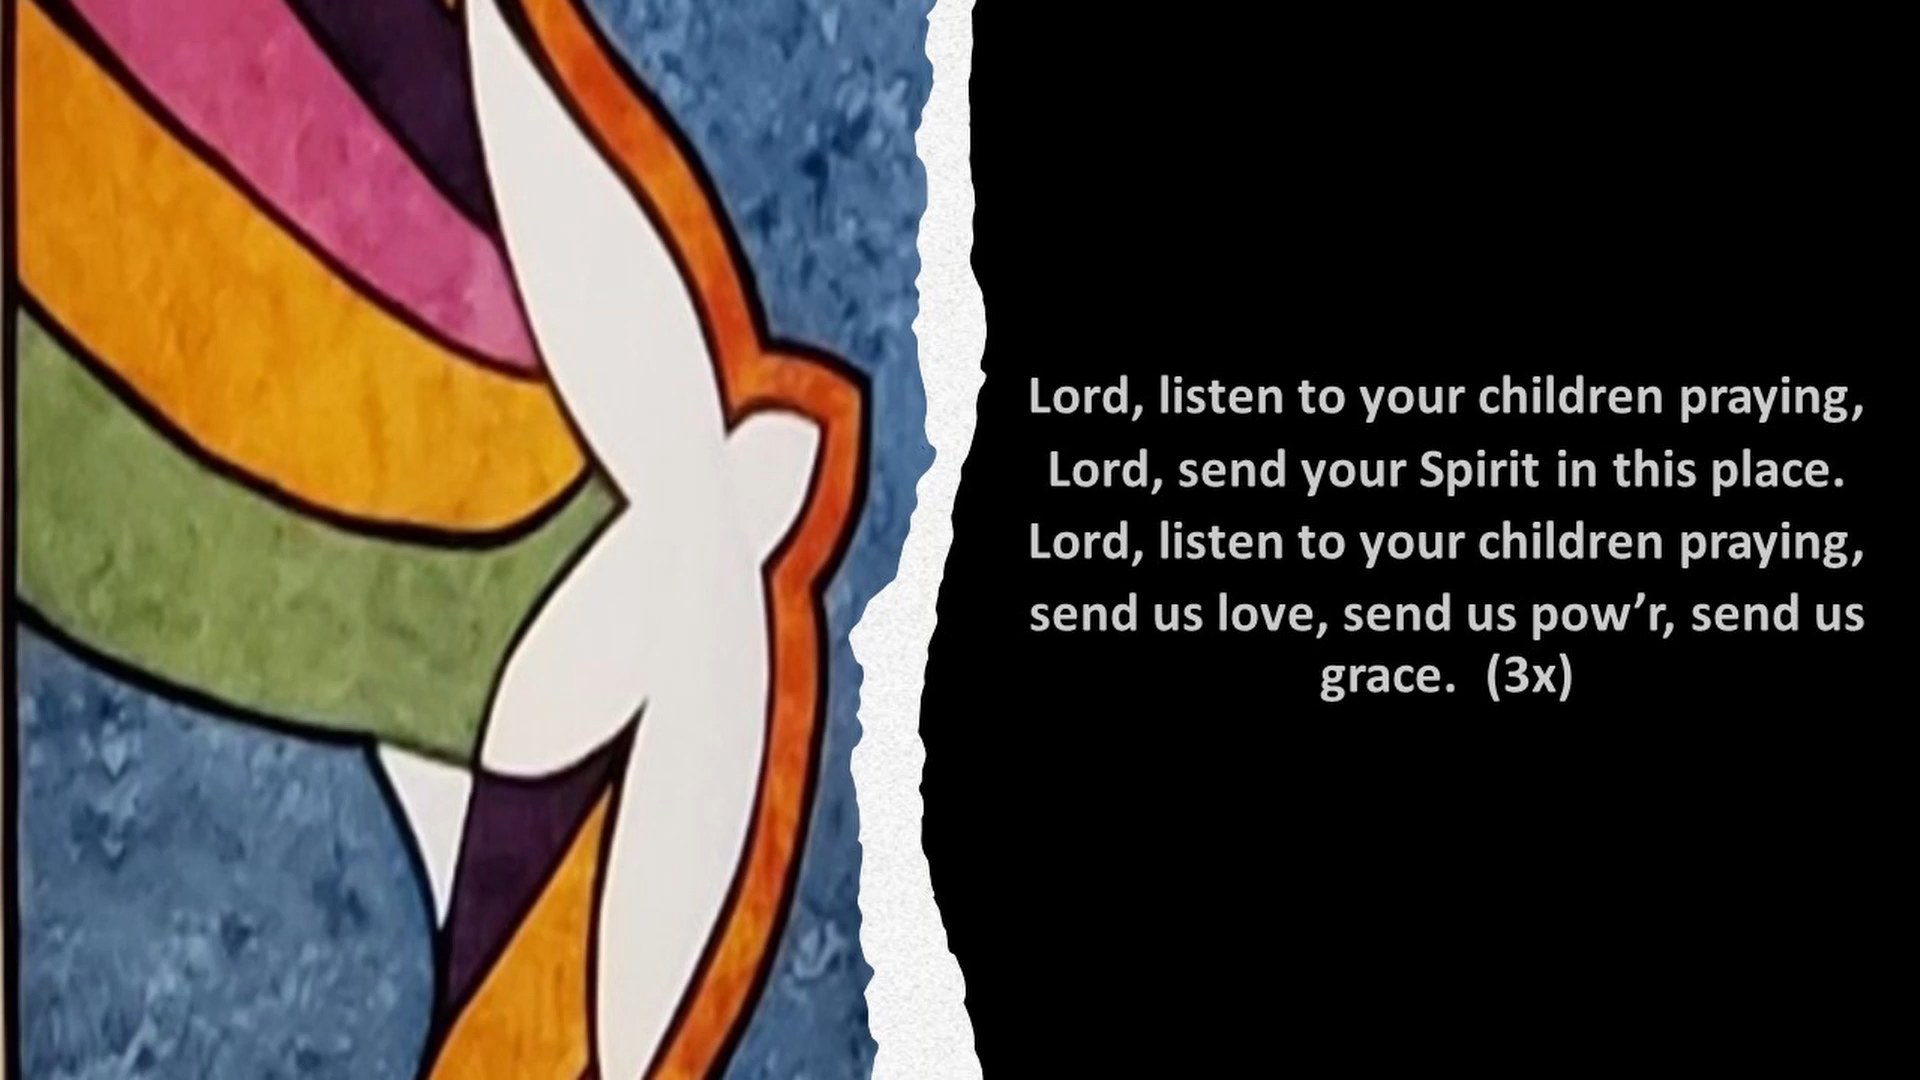 Lord, listen to your children praying,
Lord, send your Spirit in this place.
Lord, listen to your children praying,
send us love, send us pow’r, send us
grace.  (3x)